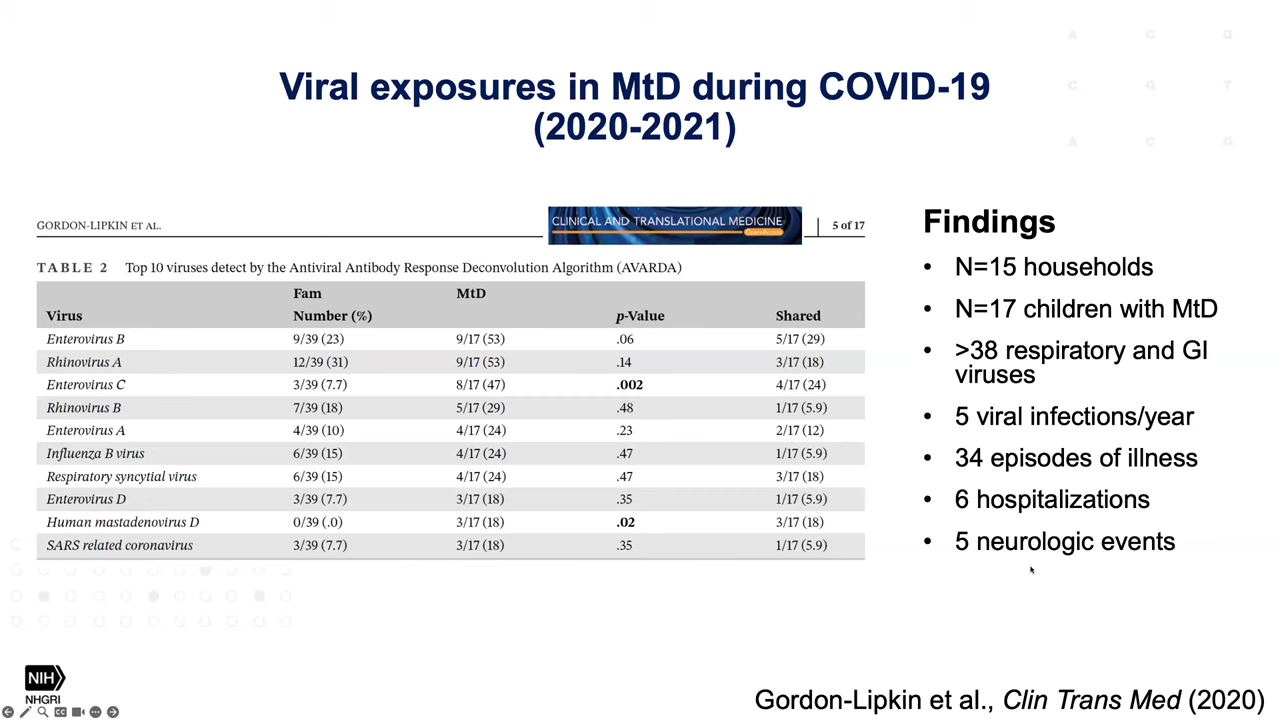 Viral exposures in MtD during COVID-19
(2020-2021)
GORDON-LIPKIN ET AL.
CLINICAL AND TRANSLATIONAL MEDICINE
Open Access
5 of 17
TABLE 2 Top 10 viruses detect by the Antiviral Antibody Response Deconvolution Algorithm (AVARDA)
Fam MtD
Virus Number (%) p-Value Shared
Enterovirus B 9/39 (23) 9/17 (53) .06 5/17 (29)
Rhinovirus A 12/39 (31) 9/17 (53) .14 3/17 (18)
Enterovirus C 3/39 (7.7) 8/17 (47) .002 4/17 (24)
Rhinovirus B 7/39 (18) 5/17 (29) .48 1/17 (5.9)
Enterovirus A 4/39 (10) 4/17 (24) .23 2/17 (12)
Influenza B virus 6/39 (15) 4/17 (24) .47 1/17 (5.9)
Respiratory syncytial virus 6/39 (15) 4/17 (24) .47 3/17 (18)
Enterovirus D 3/39 (7.7) 3/17 (18) .35 1/17 (5.9)
Human mastadenovirus D 0/39 (.0) 3/17 (18) .02 3/17 (18)
SARS related coronavirus 3/39 (7.7) 3/17 (18) .35 1/17 (5.9)
Findings
• N=15 households
• N=17 children with MtD
• >38 respiratory and GI
viruses
• 5 viral infections/year
• 34 episodes of illness
• 6 hospitalizations
• 5 neurologic events
NIH
NHGRI
Gordon-Lipkin et al., Clin Trans Med (2020)